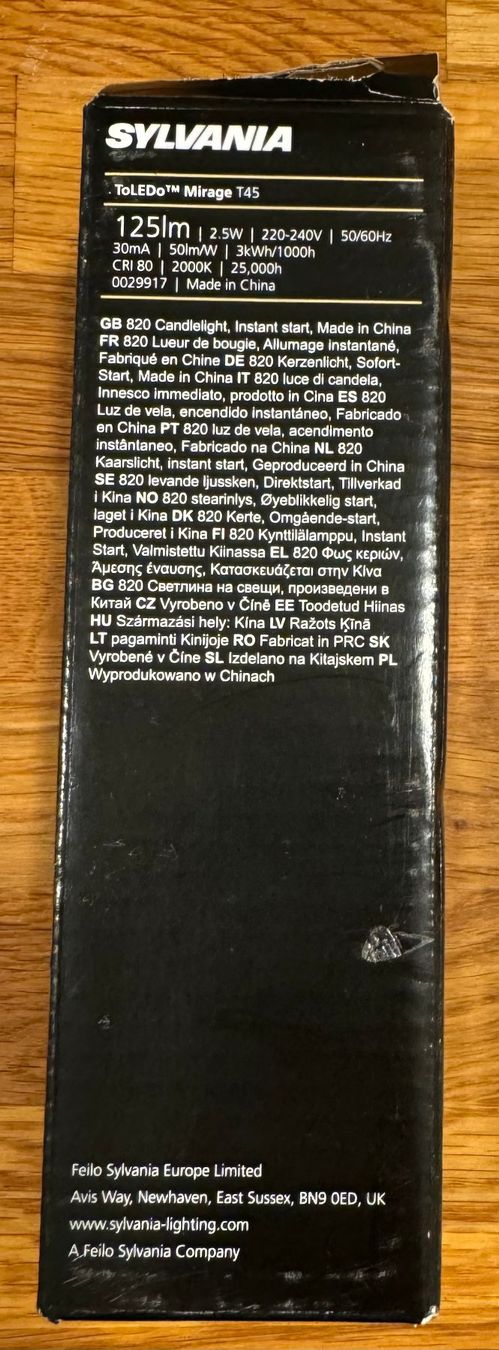 SYLVANIA
ToLEDo™ Mirage T45
125lm | 2.5W | 220-240V | 50/60Hz
30mA | 50lm/W | 3kWh/1000h
CRI 80 | 2000K | 25,000h
0029917 | Made in China
GB 820 Candlelight, Instant start, Made in China
FR 820 Lueur de bougie, Allumage instantané,
Fabriqué en Chine DE 820 Kerzenlicht, Sofort-
Start, Made in China IT 820 luce di candela,
Innesco immediato, prodotto in Cina ES 820
Luz de vela, encendido instantáneo, Fabricado
en China PT 820 luz de vela, acendimento
instântaneo, Fabricado na China NL 820
Kaarslicht, instant start, Geproduceerd in China
SE 820 levande ljussken, Direktstart, Tillverkad
i Kina NO 820 stearinlys, Øyeblikkelig start,
laget i Kina DK 820 Kerte, Omgående-start,
Produceret i Kina FI 820 Kynttilälamppu, Instant
Start, Valmistettu Kiinassa EL 820 Φως κεριών,
Άμεσης έναυσης, Κατασκευάζεται στην Κίνα
BG 820 Светлина на свещи, произведени в
Китай CZ Vyrobeno v Číně EE Toodetud Hiinas
HU Származási hely: Kína LV Ražots Ķīnā
LT pagaminti Kinijoje RO Fabricat in PRC SK
Vyrobené v Číne SL Izdelano na Kitajskem PL
Wyprodukowano w Chinach
Feilo Sylvania Europe Limited
Avis Way, Newhaven, East Sussex, BN9 0ED, UK
www.sylvania-lighting.com
A Feilo Sylvania Company